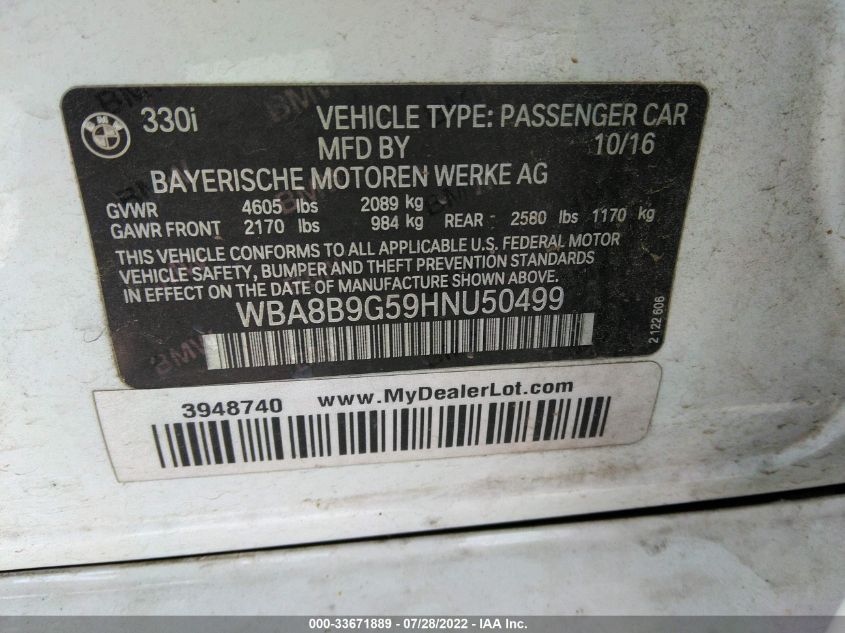 BMW 330i VEHICLE TYPE: PASSENGER CAR
MFD BY 10/16
BAYERISCHE MOTOREN WERKE AG
GVWR 4605 lbs 2089 kg
GAWR FRONT 2170 lbs 984 kg REAR - 2580 lbs 1170 kg
THIS VEHICLE CONFORMS TO ALL APPLICABLE U.S. FEDERAL MOTOR
VEHICLE SAFETY, BUMPER AND THEFT PREVENTION STANDARDS
IN EFFECT ON DATE OF MANUFACTURE SHOWN ABOVE.
WBA8B9G59HNU50499
2 122 606
3948740 www.MyDealerLot.com
000-33671889 - 07/28/2022 - IAA Inc.